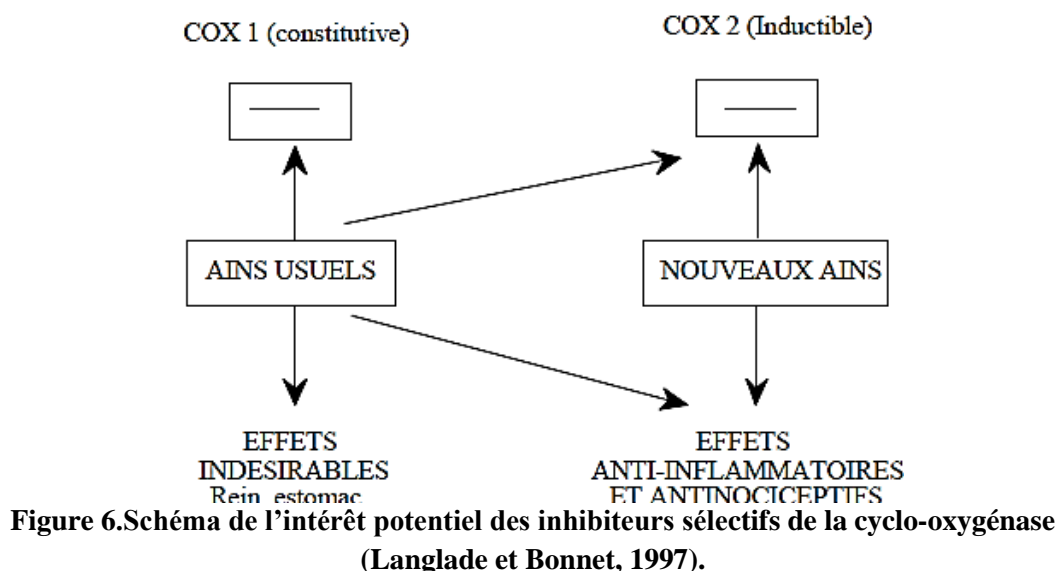 COX 1 (constitutive)
COX 2 (Inductible)
AINS USUELS
NOUVEAUX AINS
EFFETS
INDESIRABLES
Rein estomac
EFFETS
ANTI-INFLAMMATOIRES
ET ANTINOCICEPTIFS
Figure 6.Schéma de l’intérêt potentiel des inhibiteurs sélectifs de la cyclo-oxygénase
(Langlade et Bonnet, 1997).